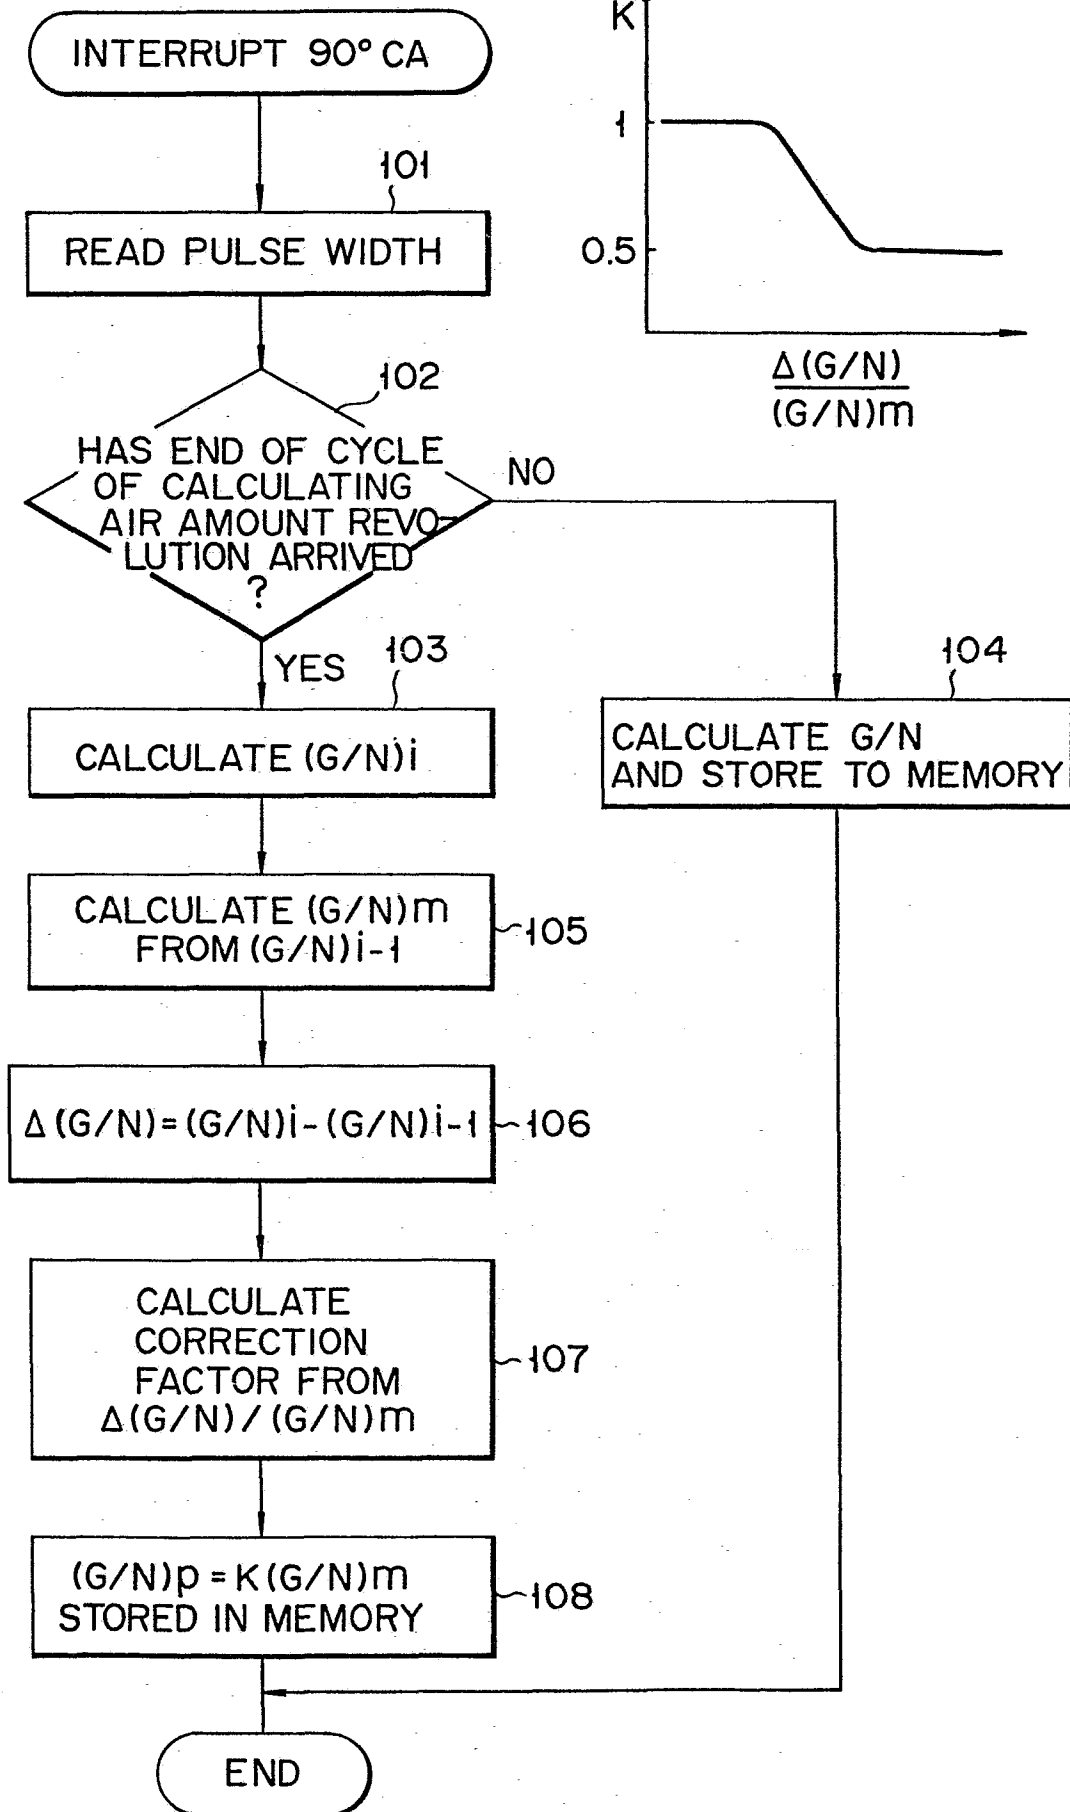 INTERRUPT 90° CA
101
READ PULSE WIDTH
102
HAS END OF CYCLE
OF CALCULATING
AIR AMOUNT REVO-
LUTION ARRIVED
?
NO
YES
103
CALCULATE (G/N)i
104
CALCULATE G/N
AND STORE TO MEMORY
CALCULATE (G/N)m
FROM (G/N)i-1
105
Δ(G/N)=(G/N)i-(G/N)i-1
106
CALCULATE
CORRECTION
FACTOR FROM
Δ(G/N)/(G/N)m
107
(G/N)p=K(G/N)m
STORED IN MEMORY
108
END
K
1
0.5
Δ(G/N)
(G/N)m